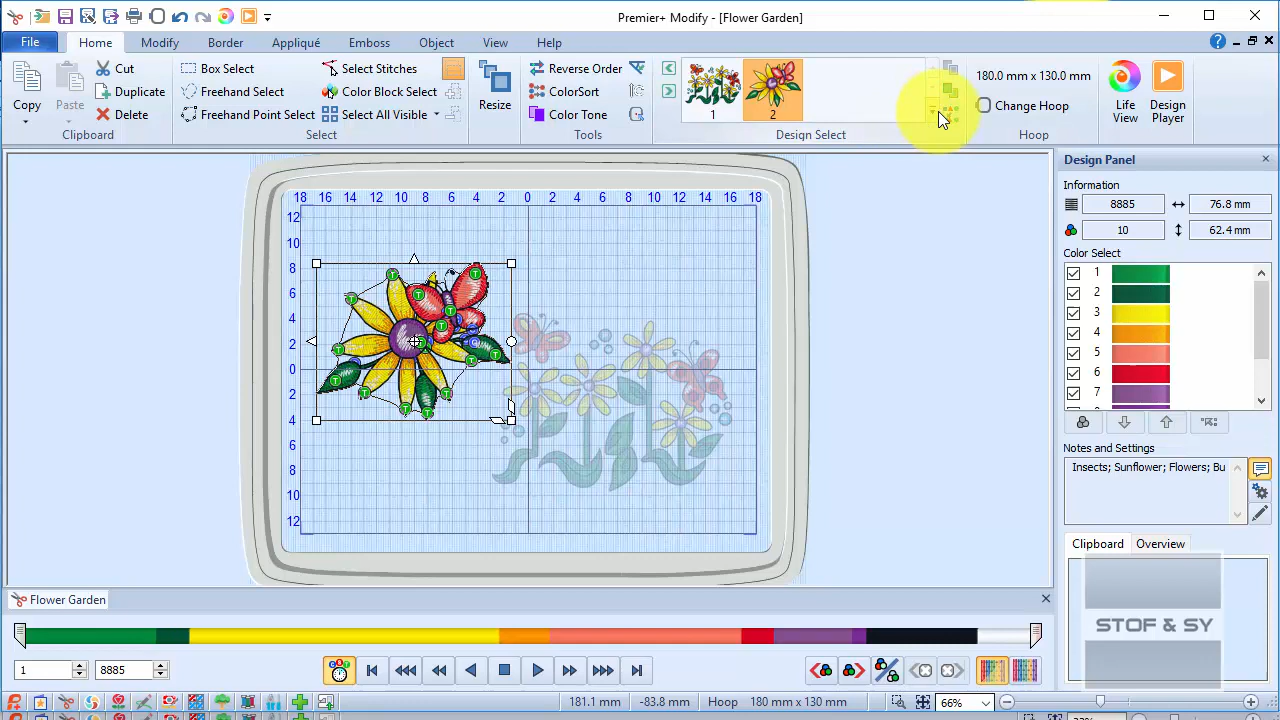 Premier+ Modify - [Flower Garden]
File Home Modify Border Appliqué Emboss Object View Help
Copy Paste Cut Duplicate Delete
Clipboard
Box Select Freehand Select Freehand Point Select
Select Stitches Color Block Select Select All Visible
Select
Resize
Reverse Order ColorSort Color Tone
Tools
1 2
Design Select
180.0 mm x 130.0 mm
Change Hoop
Hoop
Life View
Design Player
18 16 14 12 10 8 6 4 2 0 2 4 6 8 10 12 14 16 18
12
10
8
6
4
2
0
2
4
6
8
10
12
Design Panel
Information
8885 76.8 mm
10 62.4 mm
Color Select
1
2
3
4
5
6
7
Notes and Settings
Insects; Sunflower; Flowers; Bu
Clipboard Overview
STOF & SY
Flower Garden
1 8885
181.1 mm -83.8 mm Hoop 180 mm x 130 mm 66%